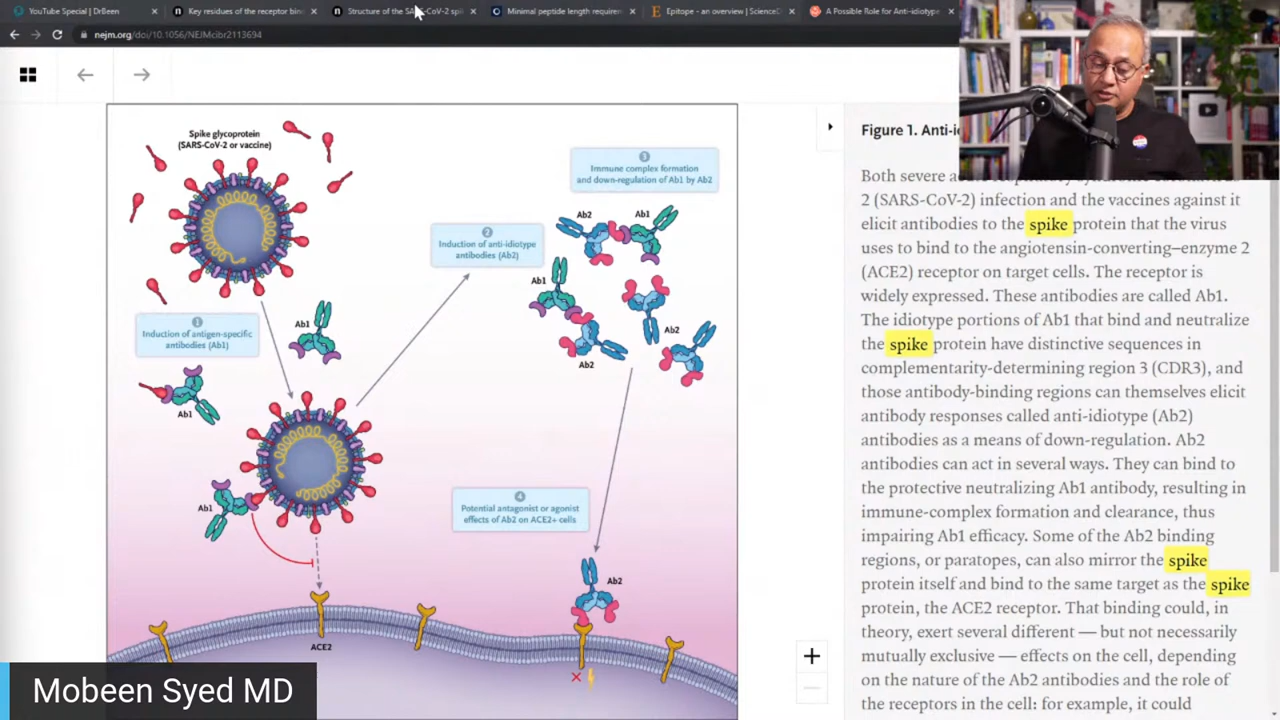 YouTube Special | DrBeen
Key residues of the receptor bin
Structure of the SARS-CoV-2 spi
Minimal peptide length requirem
Epitope - an overview | ScienceD
A Possible Role for Anti-idiotype
nejm.org/doi/10.1056/NEJMcibr2113694
Spike glycoprotein
(SARS-CoV-2 or vaccine)
1
Induction of antigen-specific
antibodies (Ab1)
Ab1
Ab1
Ab1
2
Induction of anti-idiotype
antibodies (Ab2)
3
Immune complex formation
and down-regulation of Ab1 by Ab2
Ab2
Ab1
Ab1
Ab2
Ab2
4
Potential antagonist or agonist
effects of Ab2 on ACE2+ cells
Ab2
ACE2
Figure 1. Anti-i
Both severe a
2 (SARS-CoV-2) infection and the vaccines against it
elicit antibodies to the spike protein that the virus
uses to bind to the angiotensin-converting–enzyme 2
(ACE2) receptor on target cells. The receptor is
widely expressed. These antibodies are called Ab1.
The idiotype portions of Ab1 that bind and neutralize
the spike protein have distinctive sequences in
complementarity-determining region 3 (CDR3), and
those antibody-binding regions can themselves elicit
antibody responses called anti-idiotype (Ab2)
antibodies as a means of down-regulation. Ab2
antibodies can act in several ways. They can bind to
the protective neutralizing Ab1 antibody, resulting in
immune-complex formation and clearance, thus
impairing Ab1 efficacy. Some of the Ab2 binding
regions, or paratopes, can also mirror the spike
protein itself and bind to the same target as the spike
protein, the ACE2 receptor. That binding could, in
theory, exert several different — but not necessarily
mutually exclusive — effects on the cell, depending
on the nature of the Ab2 antibodies and the role of
the receptors in the cell: for example, it could
Mobeen Syed MD